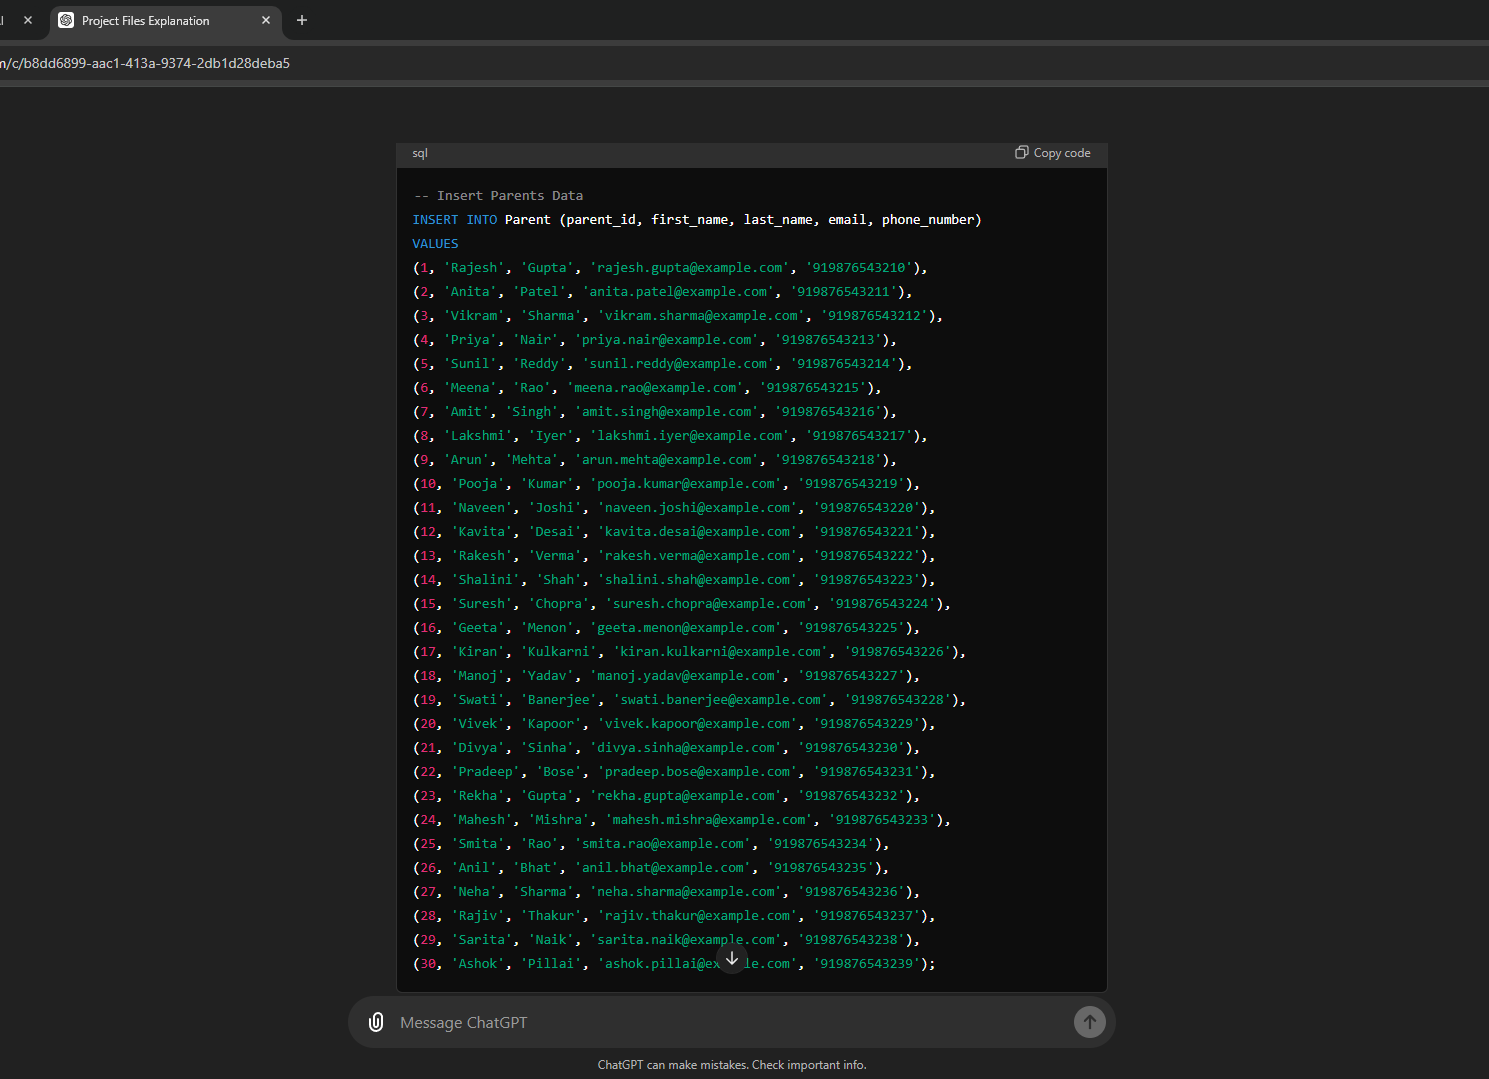 Project Files Explanation
n/c/b8dd6899-aac1-413a-9374-2db1d28deba5
sql
Copy code
-- Insert Parents Data
INSERT INTO Parent (parent_id, first_name, last_name, email, phone_number)
VALUES
(1, 'Rajesh', 'Gupta', 'rajesh.gupta@example.com', '919876543210'),
(2, 'Anita', 'Patel', 'anita.patel@example.com', '919876543211'),
(3, 'Vikram', 'Sharma', 'vikram.sharma@example.com', '919876543212'),
(4, 'Priya', 'Nair', 'priya.nair@example.com', '919876543213'),
(5, 'Sunil', 'Reddy', 'sunil.reddy@example.com', '919876543214'),
(6, 'Meena', 'Rao', 'meena.rao@example.com', '919876543215'),
(7, 'Amit', 'Singh', 'amit.singh@example.com', '919876543216'),
(8, 'Lakshmi', 'Iyer', 'lakshmi.iyer@example.com', '919876543217'),
(9, 'Arun', 'Mehta', 'arun.mehta@example.com', '919876543218'),
(10, 'Pooja', 'Kumar', 'pooja.kumar@example.com', '919876543219'),
(11, 'Naveen', 'Joshi', 'naveen.joshi@example.com', '919876543220'),
(12, 'Kavita', 'Desai', 'kavita.desai@example.com', '919876543221'),
(13, 'Rakesh', 'Verma', 'rakesh.verma@example.com', '919876543222'),
(14, 'Shalini', 'Shah', 'shalini.shah@example.com', '919876543223'),
(15, 'Suresh', 'Chopra', 'suresh.chopra@example.com', '919876543224'),
(16, 'Geeta', 'Menon', 'geeta.menon@example.com', '919876543225'),
(17, 'Kiran', 'Kulkarni', 'kiran.kulkarni@example.com', '919876543226'),
(18, 'Manoj', 'Yadav', 'manoj.yadav@example.com', '919876543227'),
(19, 'Swati', 'Banerjee', 'swati.banerjee@example.com', '919876543228'),
(20, 'Vivek', 'Kapoor', 'vivek.kapoor@example.com', '919876543229'),
(21, 'Divya', 'Sinha', 'divya.sinha@example.com', '919876543230'),
(22, 'Pradeep', 'Bose', 'pradeep.bose@example.com', '919876543231'),
(23, 'Rekha', 'Gupta', 'rekha.gupta@example.com', '919876543232'),
(24, 'Mahesh', 'Mishra', 'mahesh.mishra@example.com', '919876543233'),
(25, 'Smita', 'Rao', 'smita.rao@example.com', '919876543234'),
(26, 'Anil', 'Bhat', 'anil.bhat@example.com', '919876543235'),
(27, 'Neha', 'Sharma', 'neha.sharma@example.com', '919876543236'),
(28, 'Rajiv', 'Thakur', 'rajiv.thakur@example.com', '919876543237'),
(29, 'Sarita', 'Naik', 'sarita.naik@example.com', '919876543238'),
(30, 'Ashok', 'Pillai', 'ashok.pillai@ex le.com', '919876543239');
Message ChatGPT
ChatGPT can make mistakes. Check important info.